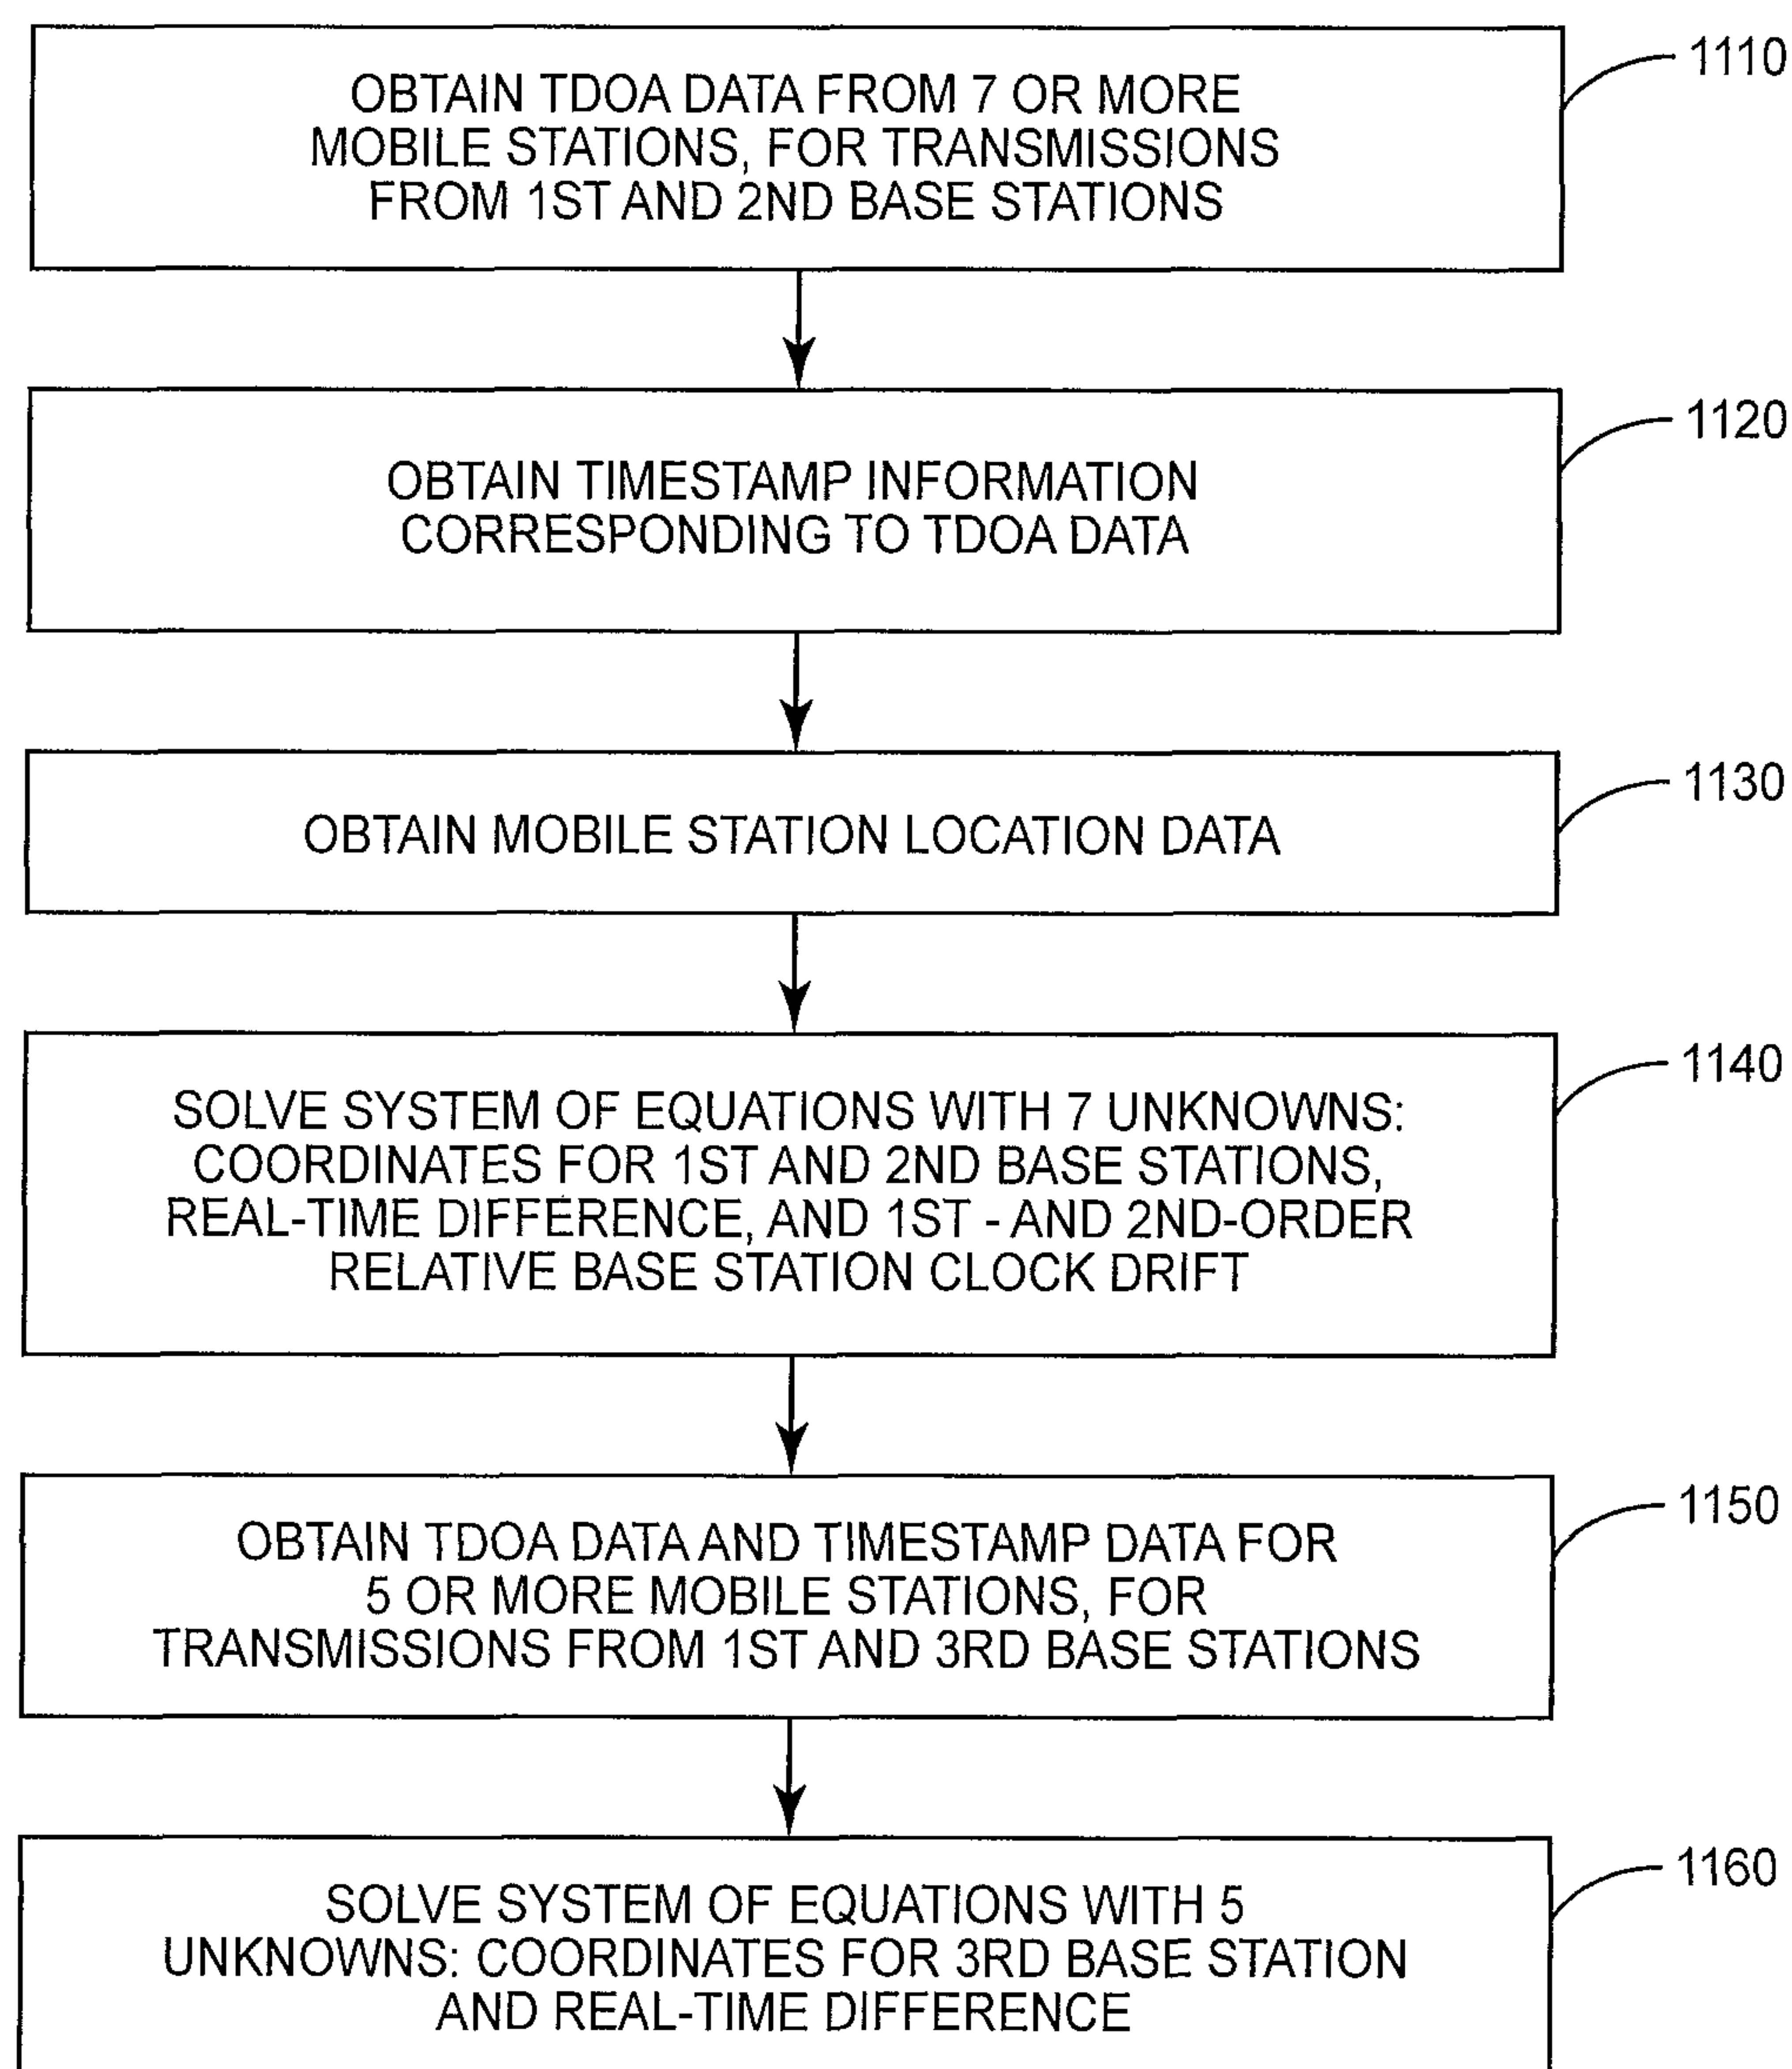 OBTAIN TDOA DATA FROM 7 OR MORE
MOBILE STATIONS, FOR TRANSMISSIONS
FROM 1ST AND 2ND BASE STATIONS
1110
OBTAIN TIMESTAMP INFORMATION
CORRESPONDING TO TDOA DATA
1120
OBTAIN MOBILE STATION LOCATION DATA
1130
SOLVE SYSTEM OF EQUATIONS WITH 7 UNKNOWNS:
COORDINATES FOR 1ST AND 2ND BASE STATIONS,
REAL-TIME DIFFERENCE, AND 1ST - AND 2ND-ORDER
RELATIVE BASE STATION CLOCK DRIFT
1140
OBTAIN TDOA DATA AND TIMESTAMP DATA FOR
5 OR MORE MOBILE STATIONS, FOR
TRANSMISSIONS FROM 1ST AND 3RD BASE STATIONS
1150
SOLVE SYSTEM OF EQUATIONS WITH 5
UNKNOWNS: COORDINATES FOR 3RD BASE STATION
AND REAL-TIME DIFFERENCE
1160